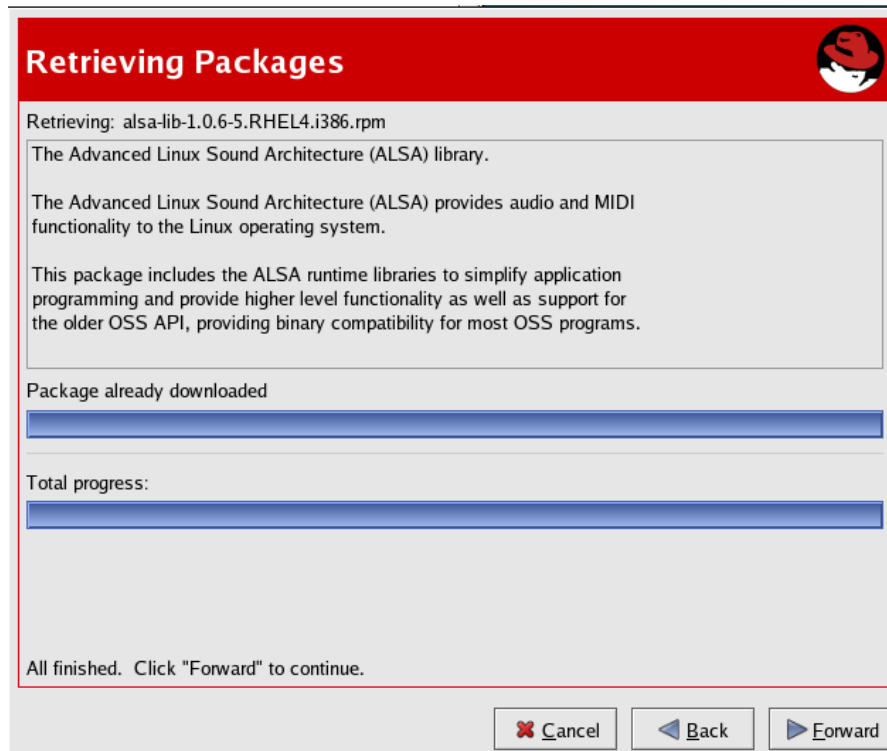 Retrieving Packages
Retrieving: alsa-lib-1.0.6-5.RHEL4.i386.rpm
The Advanced Linux Sound Architecture (ALSA) library.
The Advanced Linux Sound Architecture (ALSA) provides audio and MIDI
functionality to the Linux operating system.
This package includes the ALSA runtime libraries to simplify application
programming and provide higher level functionality as well as support for
the older OSS API, providing binary compatibility for most OSS programs.
Package already downloaded
Total progress:
All finished.  Click "Forward" to continue.
Cancel
Back
Forward